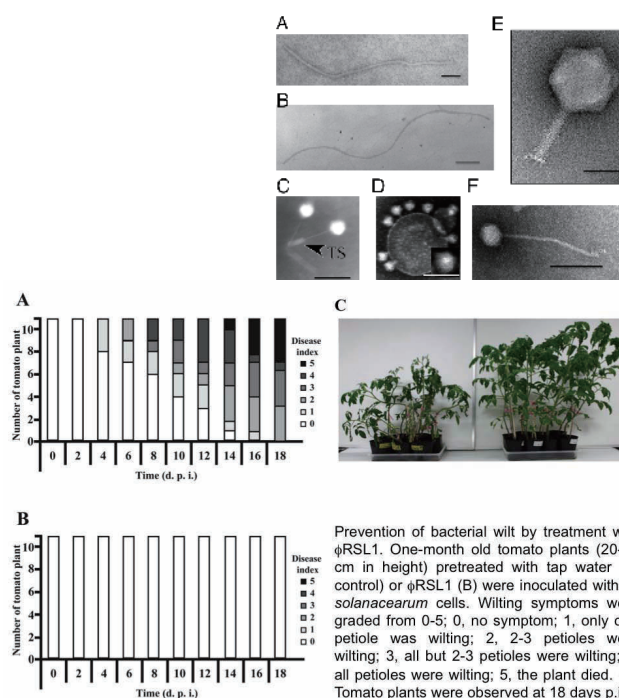 A
E
B
C
D
F
TS
A
C
Number of tomato plant
10
8
6
4
2
0
Disease index
5
4
3
2
1
0
0 2 4 6 8 10 12 14 16 18
Time (d. p. i.)
B
Number of tomato plant
10
8
6
4
2
0
Disease index
5
4
3
2
1
0
0 2 4 6 8 10 12 14 16 18
Time (d. p. i.)
Prevention of bacterial wilt by treatment w
ϕRSL1. One-month old tomato plants (20-
cm in height) pretreated with tap water
control) or ϕRSL1 (B) were inoculated with
solanacearum cells. Wilting symptoms we
graded from 0-5; 0, no symptom; 1, only o
petiole was wilting; 2, 2-3 petioles we
wilting; 3, all but 2-3 petioles were wilting;
all petioles were wilting; 5, the plant died.
Tomato plants were observed at 18 days p.i.